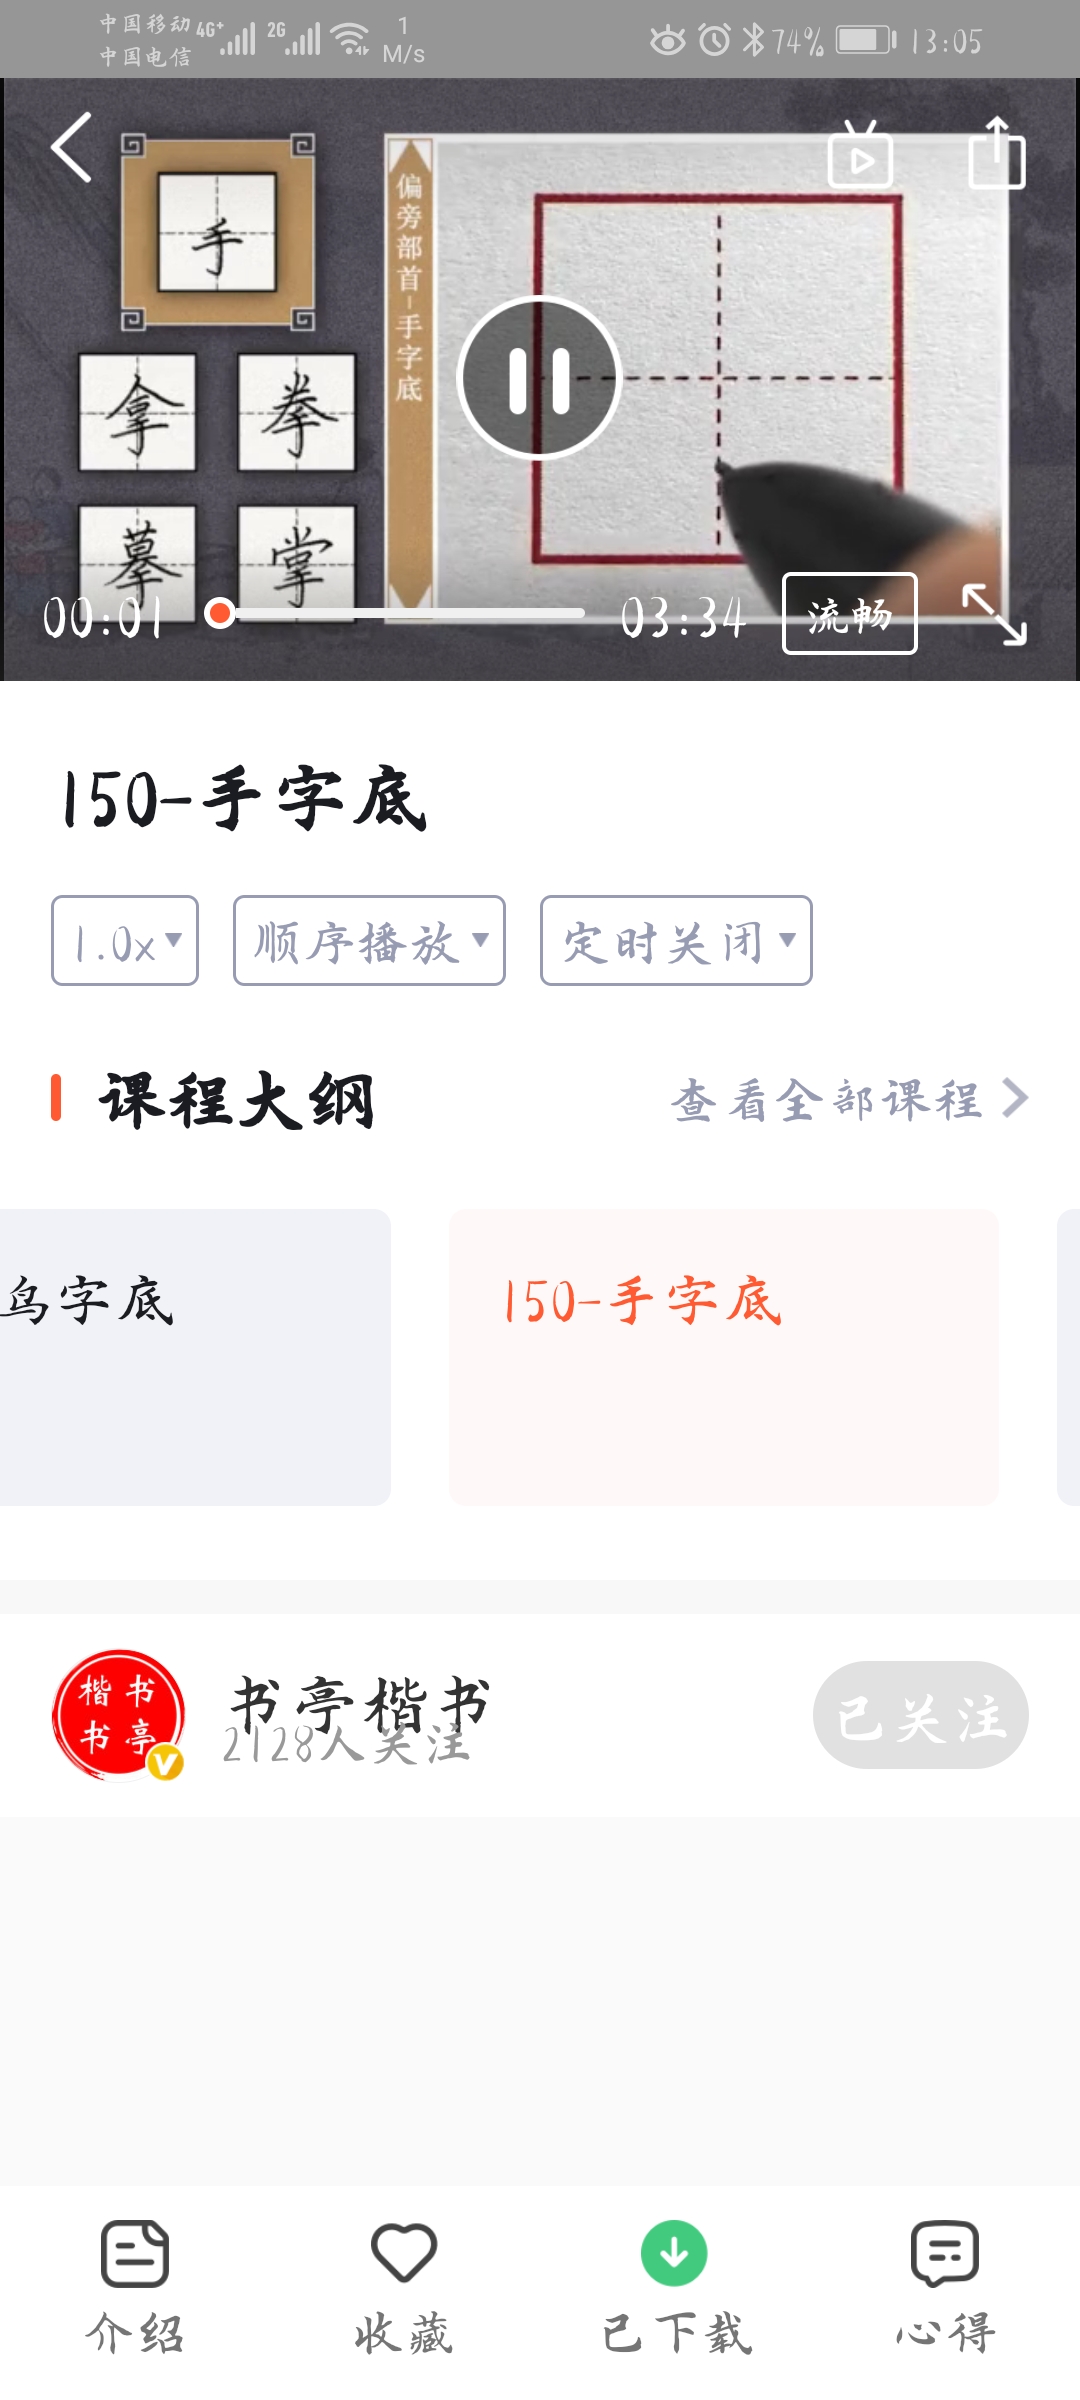 中国移动 4G+ 2G 1 M/s 74% 13:05
中国电信
手
偏旁部首-手字底
拿 拳
摹 掌
00:01 03:34 流畅
150-手字底
1.0x 顺序播放 定时关闭
课程大纲 查看全部课程
鸟字底 150-手字底
楷书
书亭
书亭楷书
2128人关注
已关注
介绍 收藏 已下载 心得